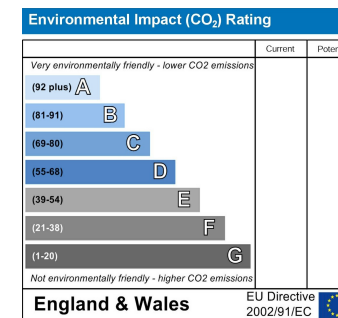 Environmental Impact (CO₂) Rating
Current Poten
Very environmentally friendly - lower CO2 emissions
(92 plus) A
(81-91) B
(69-80) C
(55-68) D
(39-54) E
(21-38) F
(1-20) G
Not environmentally friendly - higher CO2 emissions
England & Wales
EU Directive
2002/91/EC